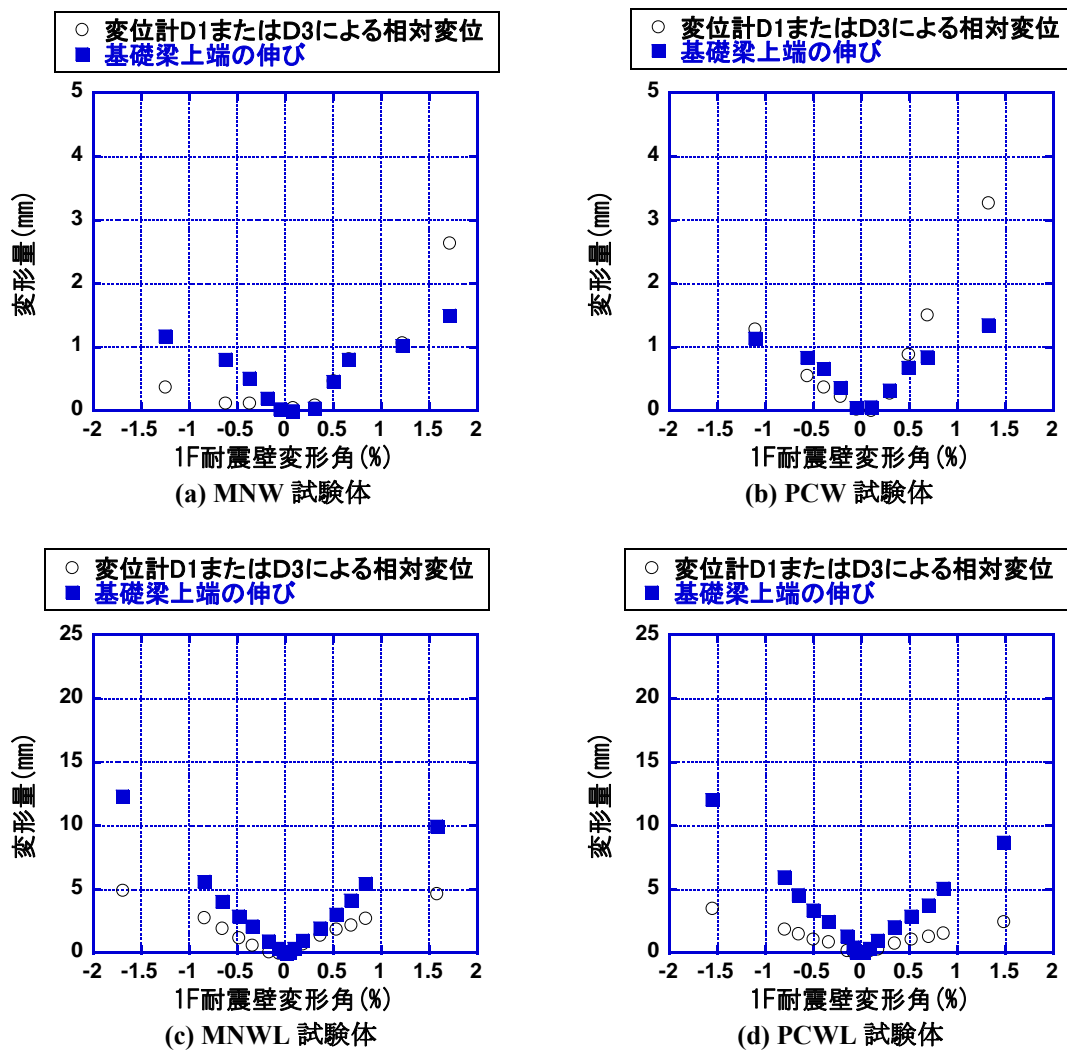 ○ 変位計D1またはD3による相対変位
■ 基礎梁上端の伸び
5
4
3
2
1
0
変形量(mm)
-2 -1.5 -1 -0.5 0 0.5 1 1.5 2
1F耐震壁変形角(%)
(a) MNW 試験体
○ 変位計D1またはD3による相対変位
■ 基礎梁上端の伸び
5
4
3
2
1
0
変形量(mm)
-2 -1.5 -1 -0.5 0 0.5 1 1.5 2
1F耐震壁変形角(%)
(b) PCW 試験体
○ 変位計D1またはD3による相対変位
■ 基礎梁上端の伸び
25
20
15
10
5
0
変形量(mm)
-2 -1.5 -1 -0.5 0 0.5 1 1.5 2
1F耐震壁変形角(%)
(c) MNWL 試験体
○ 変位計D1またはD3による相対変位
■ 基礎梁上端の伸び
25
20
15
10
5
0
変形量(mm)
-2 -1.5 -1 -0.5 0 0.5 1 1.5 2
1F耐震壁変形角(%)
(d) PCWL 試験体